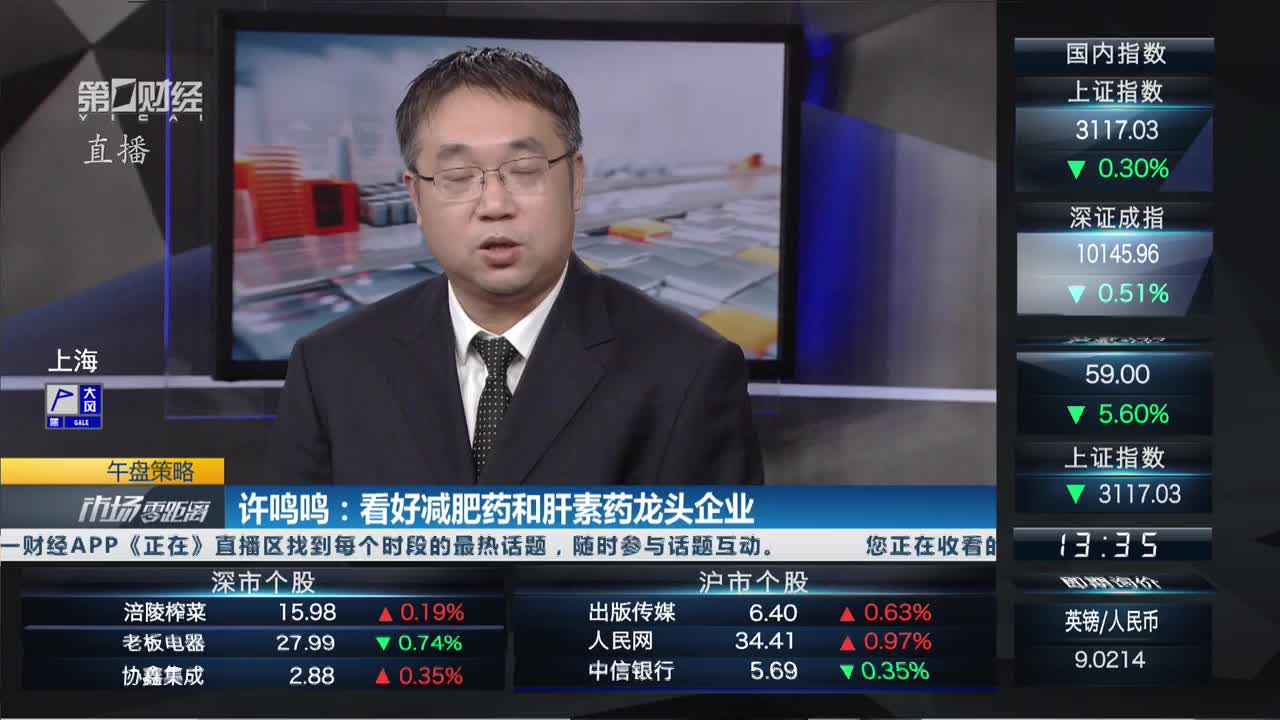 第一财经
YICAI
直播
上海
大风
GALE
午盘策略
市场零距离
许鸣鸣：看好减肥药和肝素药龙头企业
一财经APP《正在》直播区找到每个时段的最热话题，随时参与话题互动。 您正在收看的
深市个股
涪陵榨菜 15.98 ▲ 0.19%
老板电器 27.99 ▼ 0.74%
协鑫集成 2.88 ▲ 0.35%
沪市个股
出版传媒 6.40 ▲ 0.63%
人民网 34.41 ▲ 0.97%
中信银行 5.69 ▼ 0.35%
国内指数
上证指数
3117.03
▼ 0.30%
深证成指
10145.96
▼ 0.51%
59.00
▼ 5.60%
上证指数
▼ 3117.03
13:35
即期询价
英镑/人民币
9.0214